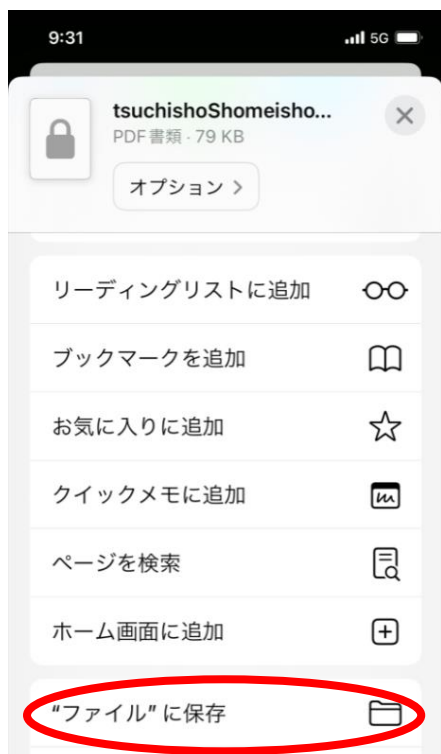 9:31
5G
tsuchishoShomeisho...
PDF書類 · 79 KB
オプション
リーディングリストに追加
ブックマークを追加
お気に入りに追加
クイックメモに追加
ページを検索
ホーム画面に追加
“ファイル” に保存